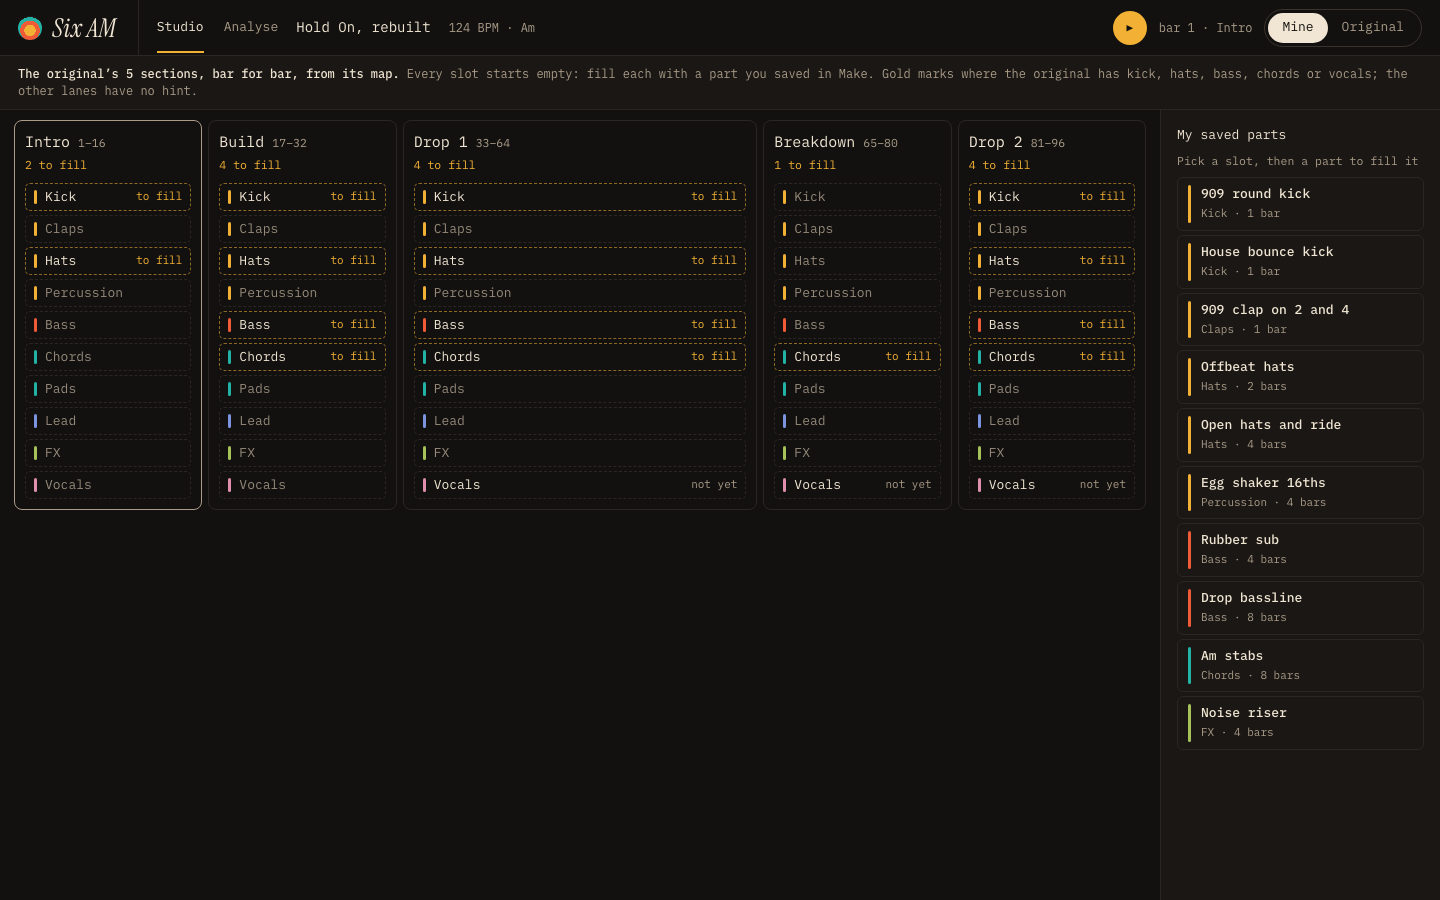 Six AM
Studio
Analyse
Hold On, rebuilt
124 BPM · Am
bar 1 · Intro
Mine
Original
The original's 5 sections, bar for bar, from its map. Every slot starts empty: fill each with a part you saved in Make. Gold marks where the original has kick, hats, bass, chords or vocals; the
other lanes have no hint.
Intro 1–16
2 to fill
Kick to fill
Claps
Hats to fill
Percussion
Bass
Chords
Pads
Lead
FX
Vocals
Build 17–32
4 to fill
Kick to fill
Claps
Hats to fill
Percussion
Bass to fill
Chords to fill
Pads
Lead
FX
Vocals
Drop 1 33–64
4 to fill
Kick to fill
Claps
Hats to fill
Percussion
Bass to fill
Chords to fill
Pads
Lead
FX
Vocals not yet
Breakdown 65–80
1 to fill
Kick
Claps
Hats
Percussion
Bass
Chords to fill
Pads
Lead
FX
Vocals not yet
Drop 2 81–96
4 to fill
Kick to fill
Claps
Hats to fill
Percussion
Bass to fill
Chords to fill
Pads
Lead
FX
Vocals not yet
My saved parts
Pick a slot, then a part to fill it
909 round kick
Kick · 1 bar
House bounce kick
Kick · 1 bar
909 clap on 2 and 4
Claps · 1 bar
Offbeat hats
Hats · 2 bars
Open hats and ride
Hats · 4 bars
Egg shaker 16ths
Percussion · 4 bars
Rubber sub
Bass · 4 bars
Drop bassline
Bass · 8 bars
Am stabs
Chords · 8 bars
Noise riser
FX · 4 bars